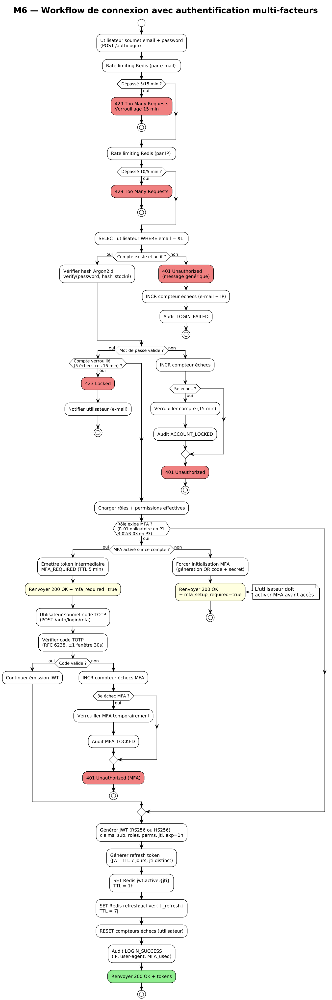 M6 — Workflow de connexion avec authentification multi-facteurs
Utilisateur soumet email + password
(POST /auth/login)
Rate limiting Redis (par e-mail)
Dépassé 5/15 min ?
oui
429 Too Many Requests
Verrouillage 15 min
Rate limiting Redis (par IP)
Dépassé 10/5 min ?
oui
429 Too Many Requests
SELECT utilisateur WHERE email = $1
oui
Compte existe et actif ?
non
Vérifier hash Argon2id
verify(password, hash_stocké)
401 Unauthorized
(message générique)
INCR compteur échecs (e-mail + IP)
Audit LOGIN_FAILED
oui
Mot de passe valide ?
non
Compte verrouillé
(5 échecs ces 15 min) ?
oui
423 Locked
Notifier utilisateur (e-mail)
INCR compteur échecs
5e échec ?
oui
Verrouiller compte (15 min)
Audit ACCOUNT_LOCKED
401 Unauthorized
Charger rôles + permissions effectives
Rôle exige MFA ?
(R-01 obligatoire en P1,
R-02/R-03 en P3)
oui
oui
MFA activé sur ce compte ?
non
Émettre token intermédiaire
MFA_REQUIRED (TTL 5 min)
Renvoyer 200 OK + mfa_required=true
Forcer initialisation MFA
(génération QR code + secret)
Renvoyer 200 OK
+ mfa_setup_required=true
L'utilisateur doit
activer MFA avant accès
Utilisateur soumet code TOTP
(POST /auth/login/mfa)
Vérifier code TOTP
(RFC 6238, ±1 fenêtre 30s)
oui
Code valide ?
non
Continuer émission JWT
INCR compteur échecs MFA
3e échec MFA ?
oui
Verrouiller MFA temporairement
Audit MFA_LOCKED
401 Unauthorized (MFA)
Générer JWT (RS256 ou HS256)
claims: sub, roles, perms, jti, exp=1h
Générer refresh token
(JWT TTL 7 jours, jti distinct)
SET Redis jwt:active:{jti}
TTL = 1h
SET Redis refresh:active:{jti_refresh}
TTL = 7j
RESET compteurs échecs (utilisateur)
Audit LOGIN_SUCCESS
(IP, user-agent, MFA_used)
Renvoyer 200 OK + tokens